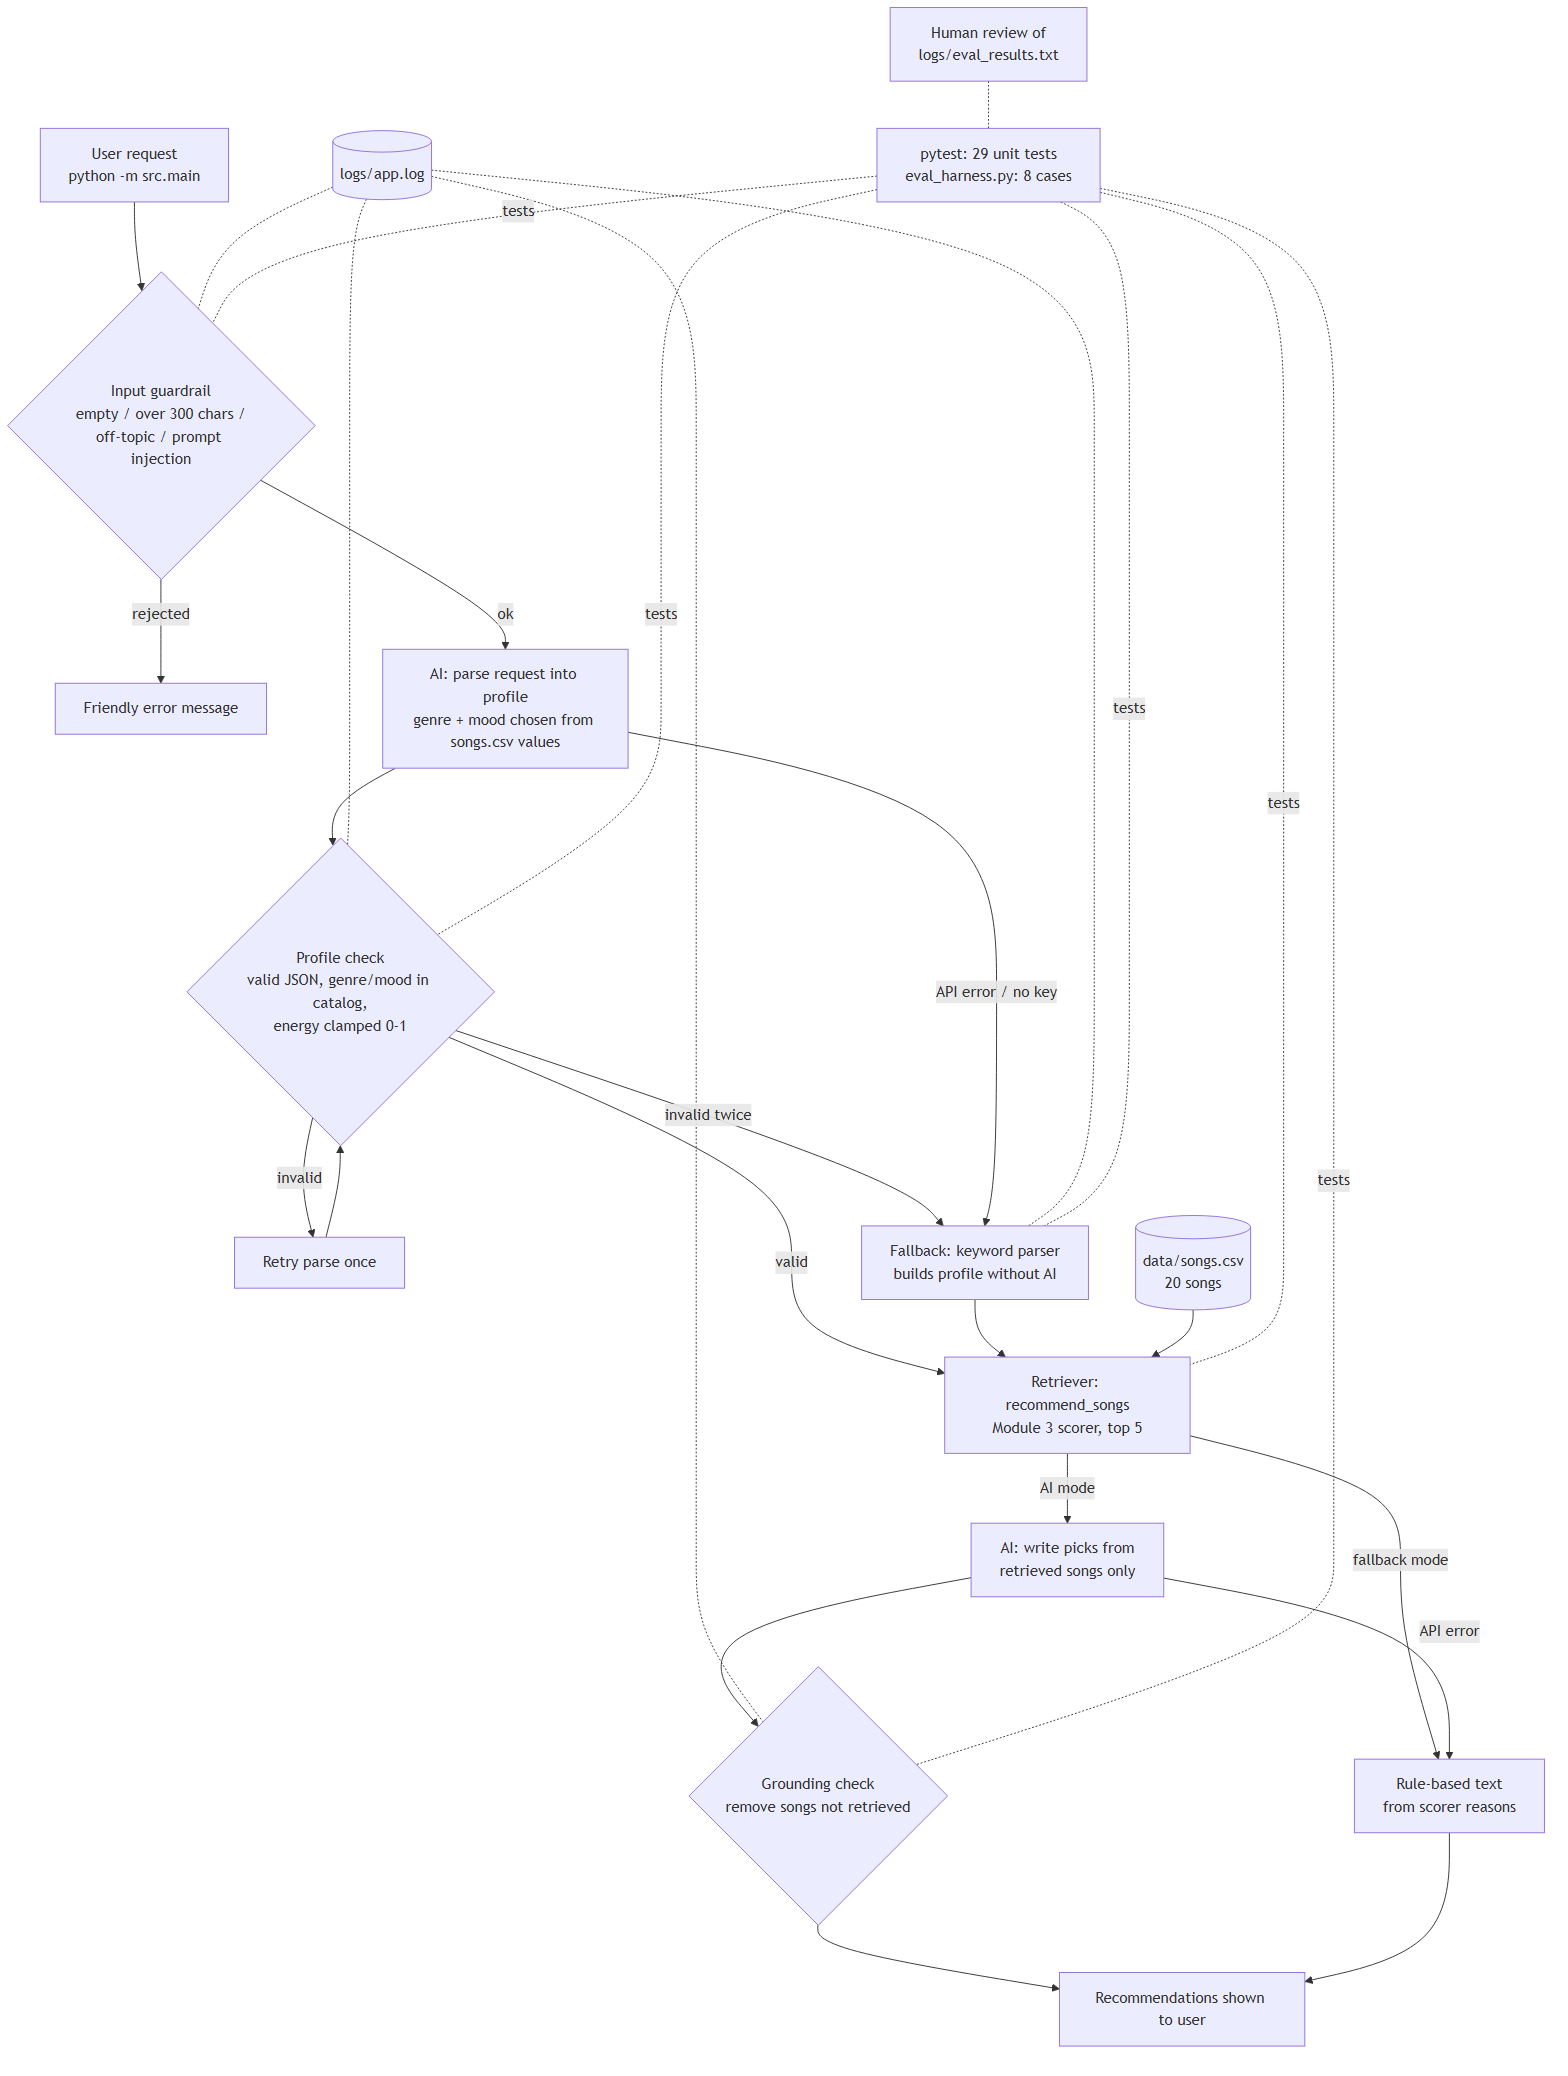 Human review of
logs/eval_results.txt
User request
python -m src.main
logs/app.log
pytest: 29 unit tests
eval_harness.py: 8 cases
tests
Input guardrail
empty / over 300 chars /
off-topic / prompt
injection
rejected
ok
tests
Friendly error message
AI: parse request into
profile
genre + mood chosen from
songs.csv values
tests
tests
Profile check
valid JSON, genre/mood in
catalog,
energy clamped 0-1
API error / no key
invalid twice
invalid
tests
Retry parse once
valid
Fallback: keyword parser
builds profile without AI
data/songs.csv
20 songs
Retriever:
recommend_songs
Module 3 scorer, top 5
AI mode
AI: write picks from
retrieved songs only
fallback mode
API error
Grounding check
remove songs not retrieved
Rule-based text
from scorer reasons
Recommendations shown
to user